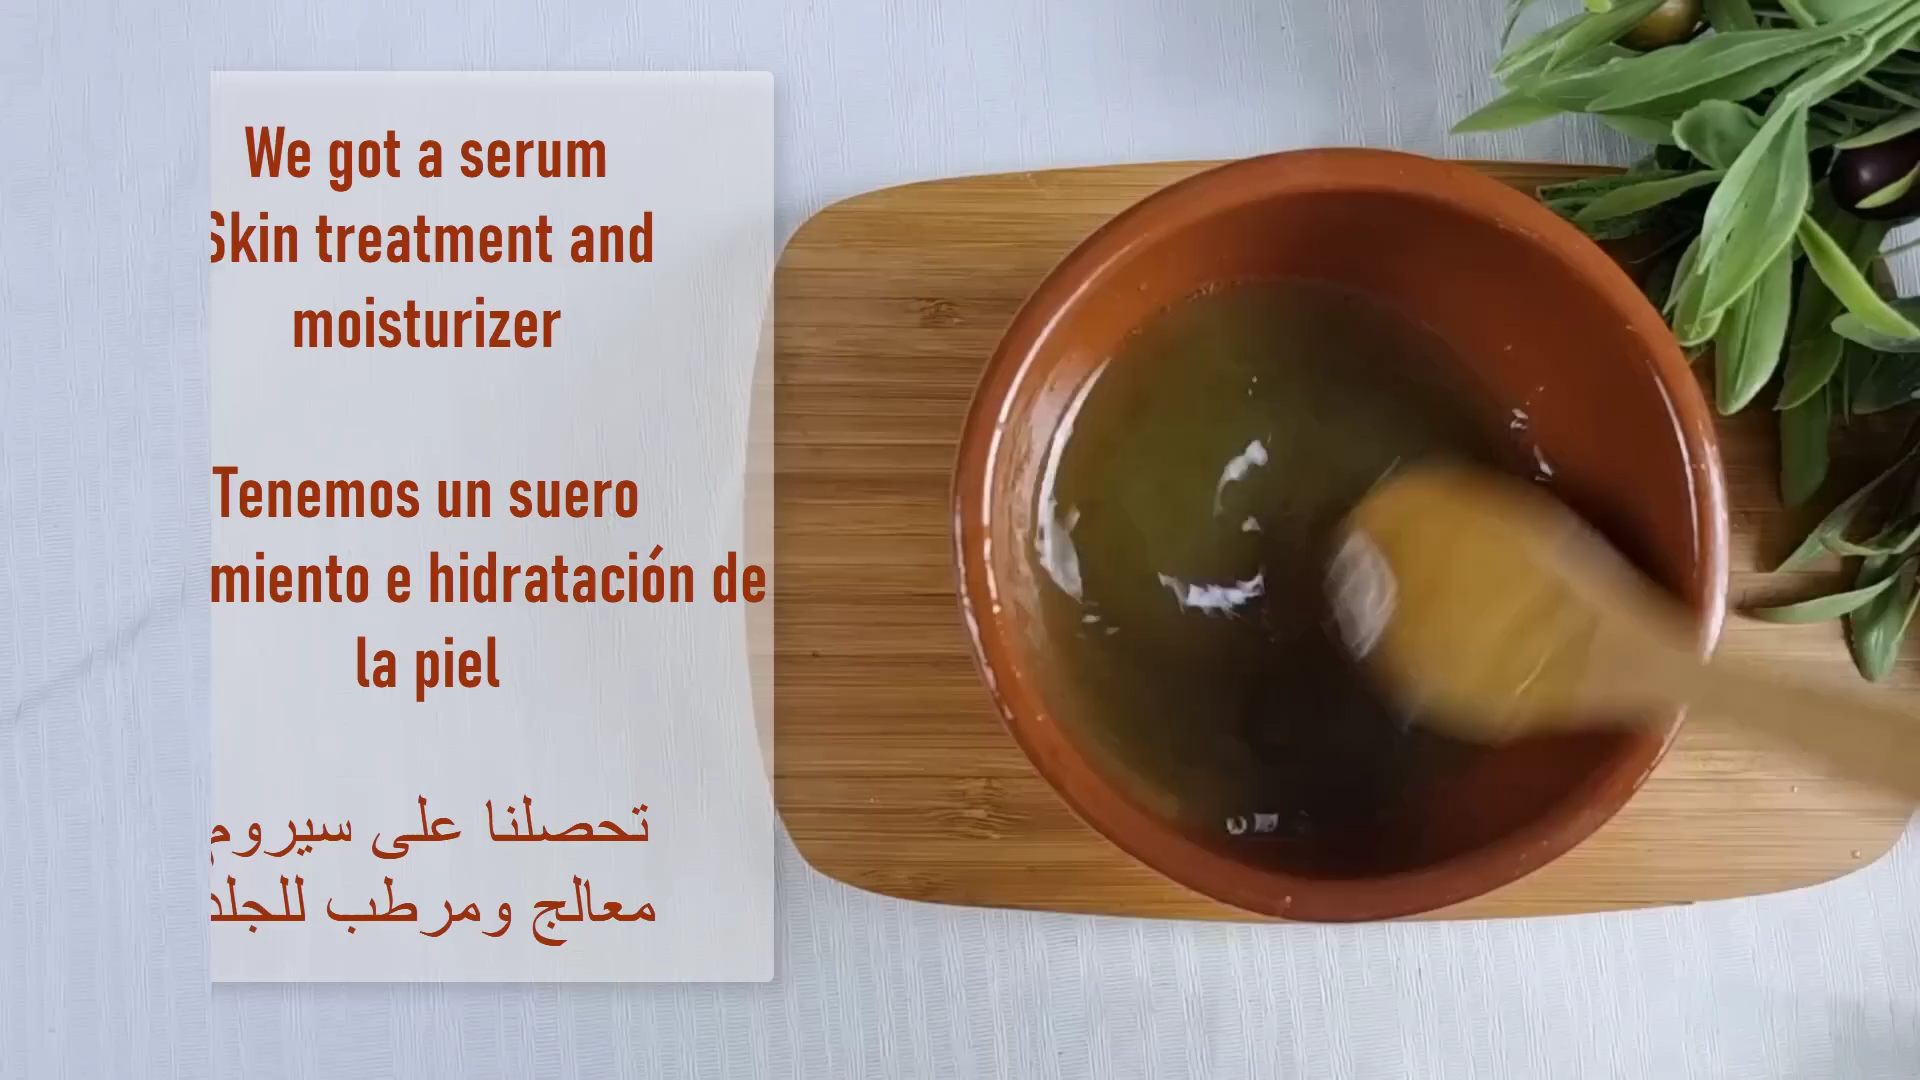 We got a serum
Skin treatment and
moisturizer
Tenemos un suero
miento e hidratación de
la piel
تحصلنا على سيروم
معالج ومرطب للجلد